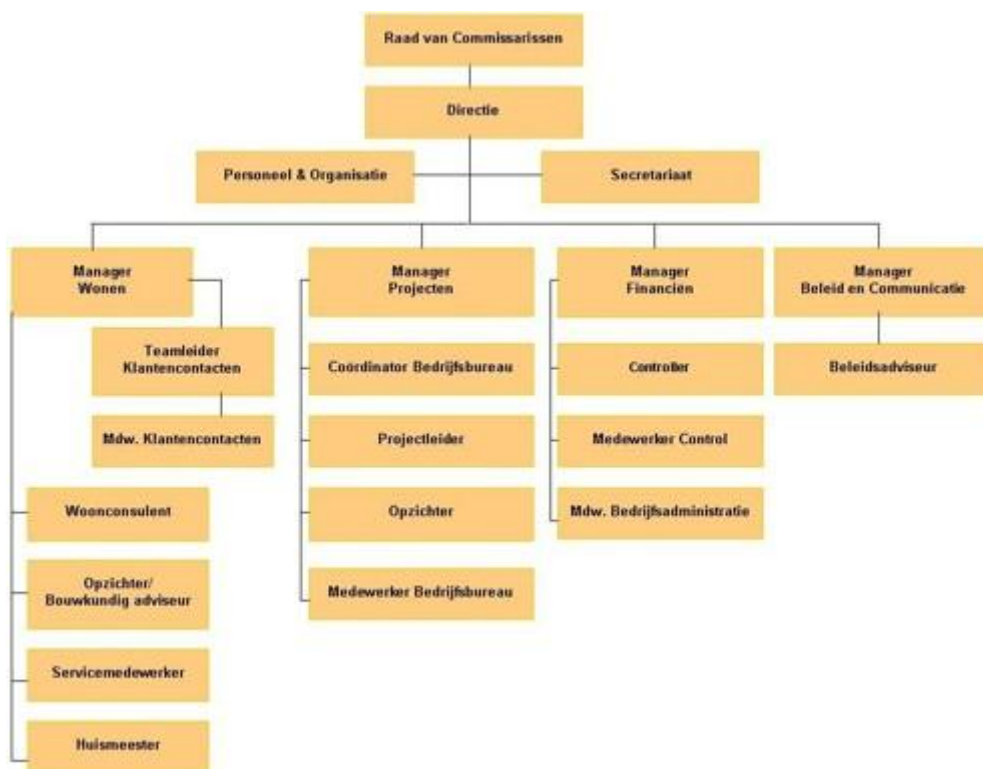 Raad van Commissarissen
Directie
Personeel & Organisatie
Secretariaat
Manager
Wonen
Manager
Projecten
Manager
Financiën
Manager
Beleid en Communicatie
Teamleider
Klantencontacten
Coördinator Bedrijfsbureau
Controller
Beleidsadviseur
Mdw. Klantencontacten
Projectleider
Medewerker Control
Woonconsulent
Opzichter
Mdw. Bedrijfsadministratie
Opzichter/
Bouwkundig adviseur
Medewerker Bedrijfsbureau
Servicemedewerker
Huismeester